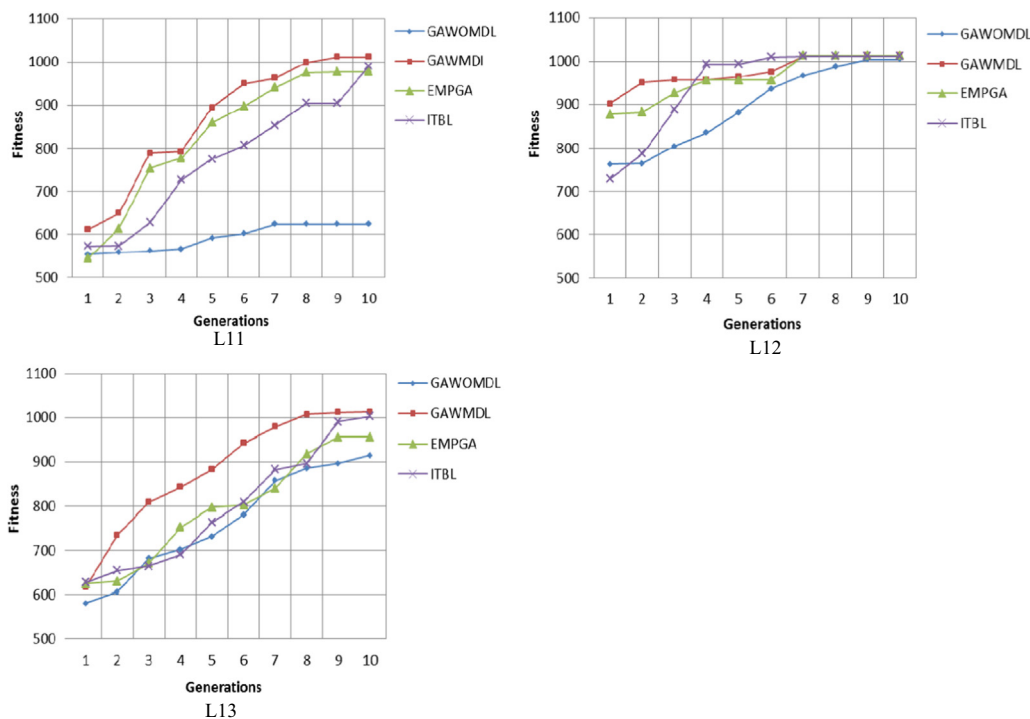 1100
1000
900
800
700
600
500
Fitness
1 2 3 4 5 6 7 8 9 10
Generations
L11
GAWOMDL
GAWMDI
EMPGA
ITBL
1100
1000
900
800
700
600
500
Fitness
1 2 3 4 5 6 7 8 9 10
Generations
L12
GAWOMDL
GAWMDL
EMPGA
ITBL
1100
1000
900
800
700
600
500
Fitness
1 2 3 4 5 6 7 8 9 10
Generations
L13
GAWOMDL
GAWMDL
EMPGA
ITBL